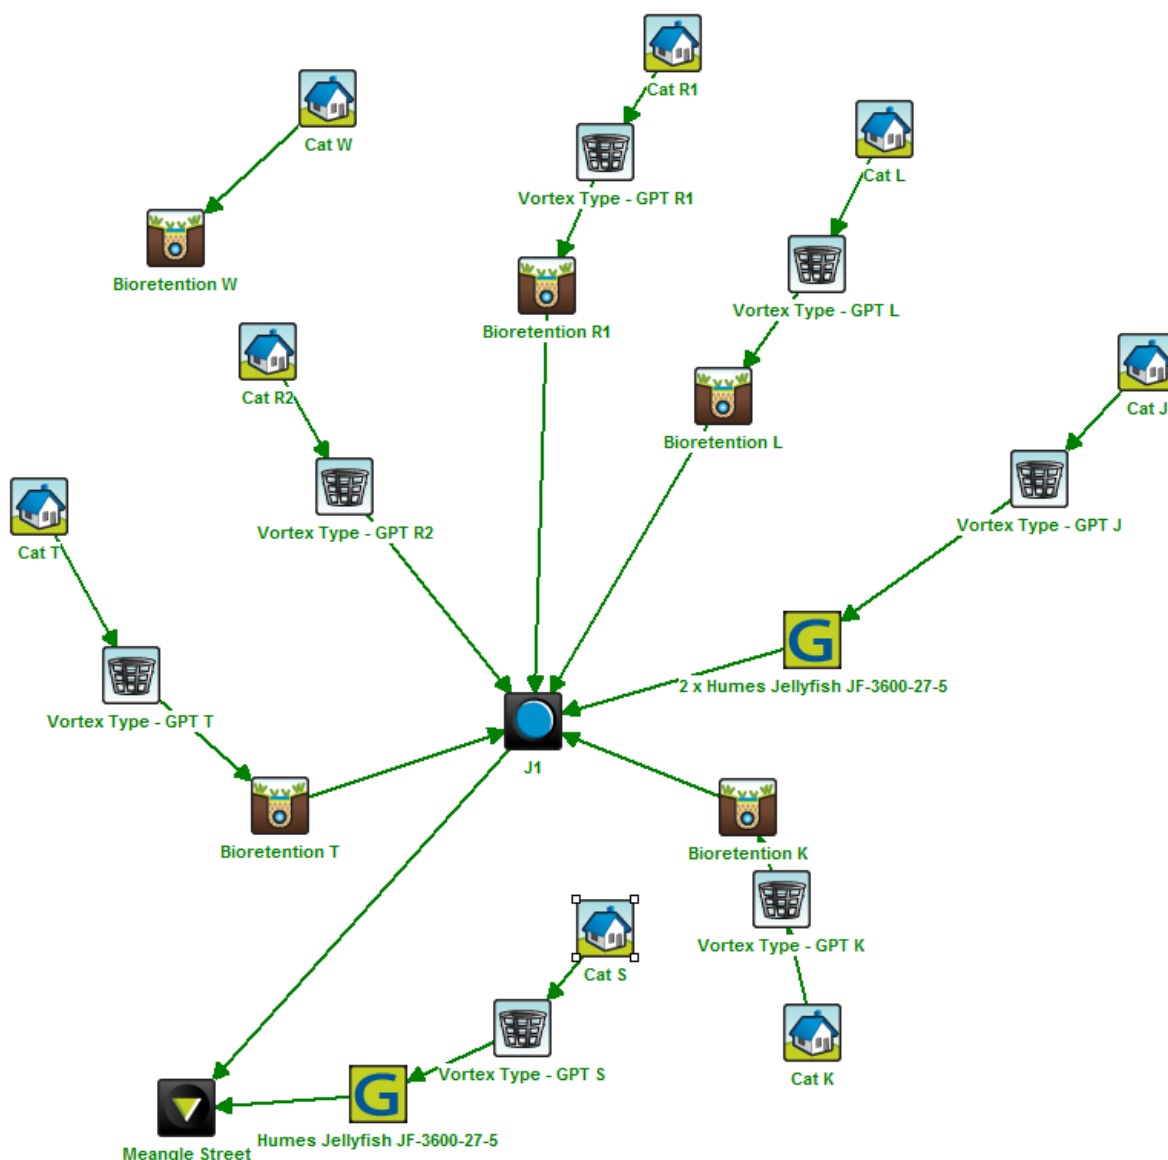 Cat R1
Cat W
Cat L
Vortex Type - GPT R1
Bioretention W
Vortex Type - GPT L
Bioretention R1
Cat R2
Cat J
Bioretention L
Vortex Type - GPT J
Vortex Type - GPT R2
Cat T
G
2 x Humes Jellyfish JF-3600-27-5
Vortex Type - GPT T
J1
Bioretention T
Bioretention K
Vortex Type - GPT K
Cat S
Vortex Type - GPT S
Cat K
G
Humes Jellyfish JF-3600-27-5
Meangle Street